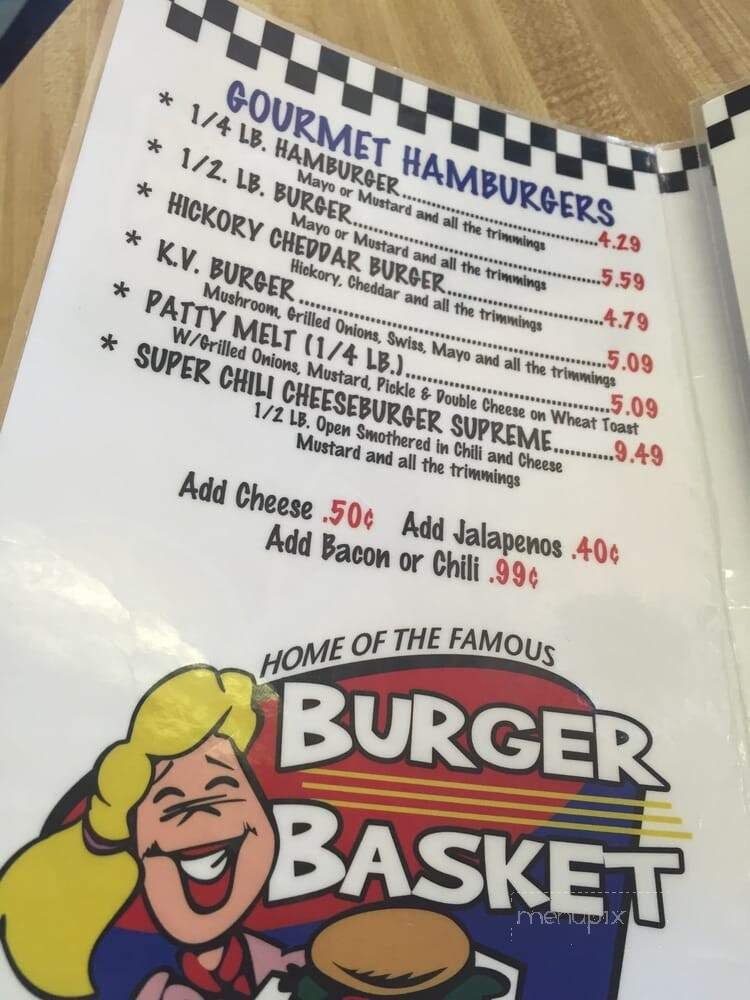 GOURMET HAMBURGERS
* 1/4 LB. HAMBURGER..............................4.29
Mayo or Mustard and all the trimmings
* 1/2. LB. BURGER..............................5.59
Mayo or Mustard and all the trimmings
* HICKORY CHEDDAR BURGER..............................4.79
Hickory, Cheddar and all the trimmings
* K.V. BURGER..............................5.09
Mushroom, Grilled Onions, Swiss, Mayo and all the trimmings
* PATTY MELT (1/4 LB.)..............................5.09
W/Grilled Onions, Mustard, Pickle & Double Cheese on Wheat Toast
* SUPER CHILI CHEESEBURGER SUPREME...........9.49
1/2 LB. Open Smothered in Chili and Cheese
Mustard and all the trimmings
Add Cheese .50¢ Add Jalapenos .40¢
Add Bacon or Chili .99¢
HOME OF THE FAMOUS
BURGER
BASKET
menupix